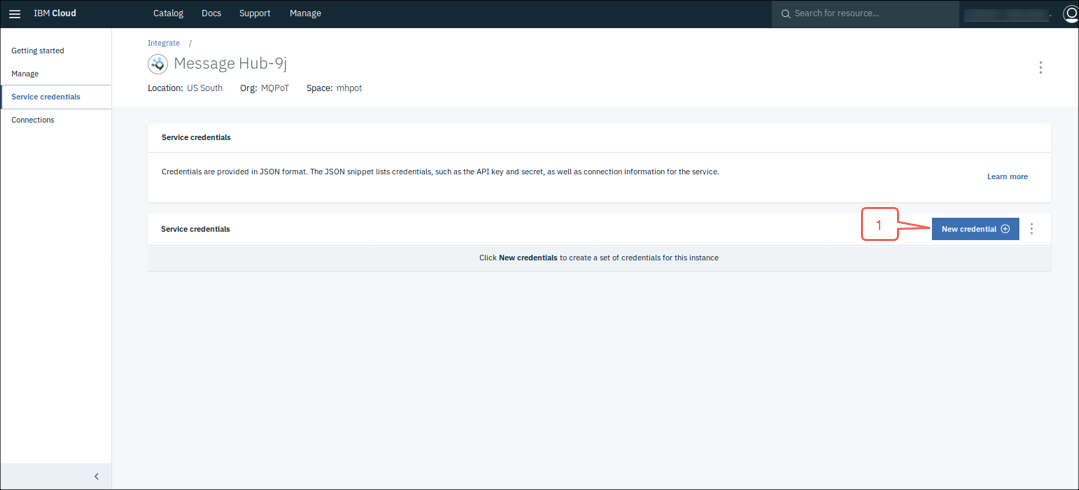 IBM Cloud
Catalog
Docs
Support
Manage
Search for resource...
Getting started
Manage
Service credentials
Connections
Integrate /
Message Hub-9j
Location: US South Org: MQPoT Space: mhpot
Service credentials
Credentials are provided in JSON format. The JSON snippet lists credentials, such as the API key and secret, as well as connection information for the service.
Learn more
Service credentials
1
New credential
Click New credentials to create a set of credentials for this instance